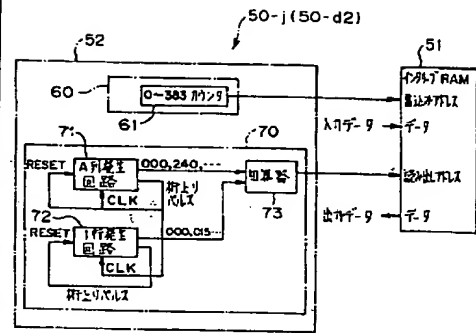 50-j(50-d2)
52
51
60
0～383 カウンタ
61
インタリーブRAM
書込みアドレス
入力データ
データ
70
71
RESET
A列発生
回路
000,240,…
CLK
桁上り
パルス
加算器
73
読み出しアドレス
出力データ
データ
72
RESET
1行発生
回路
000,015…
CLK
桁上りパルス